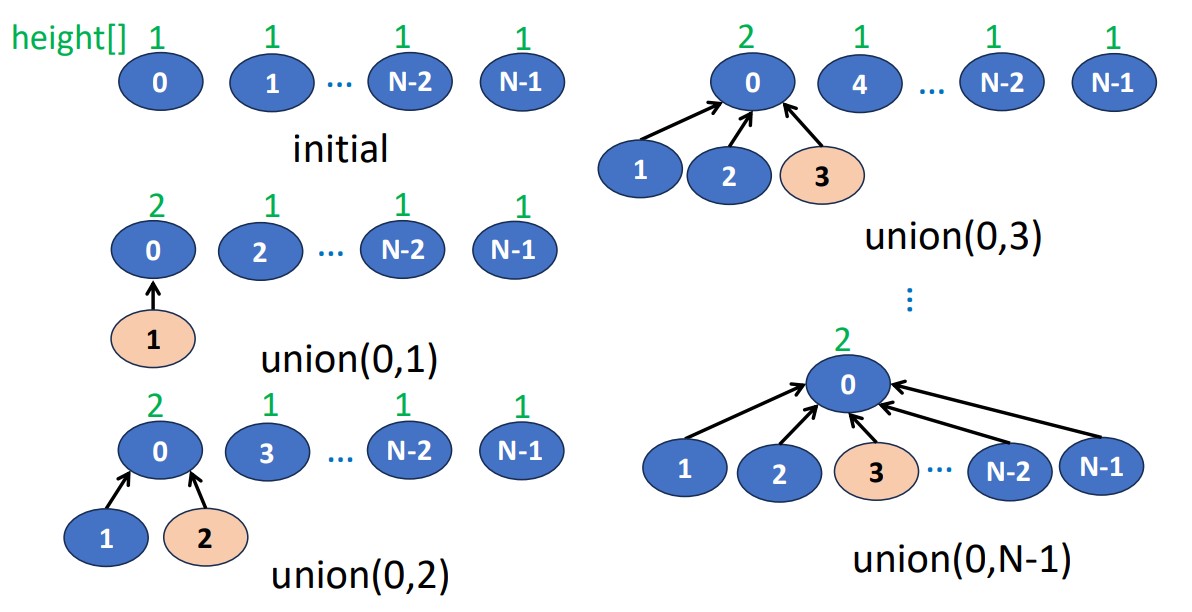 height[] 1 1 1 1
0 1 ... N-2 N-1
initial
2 1 1 1
0 2 ... N-2 N-1
1
union(0,1)
2 1 1 1
0 3 ... N-2 N-1
1 2
union(0,2)
2 1 1 1
0 4 ... N-2 N-1
1 2 3
union(0,3)
⋮
2
0
1 2 3 ... N-2 N-1
union(0,N-1)